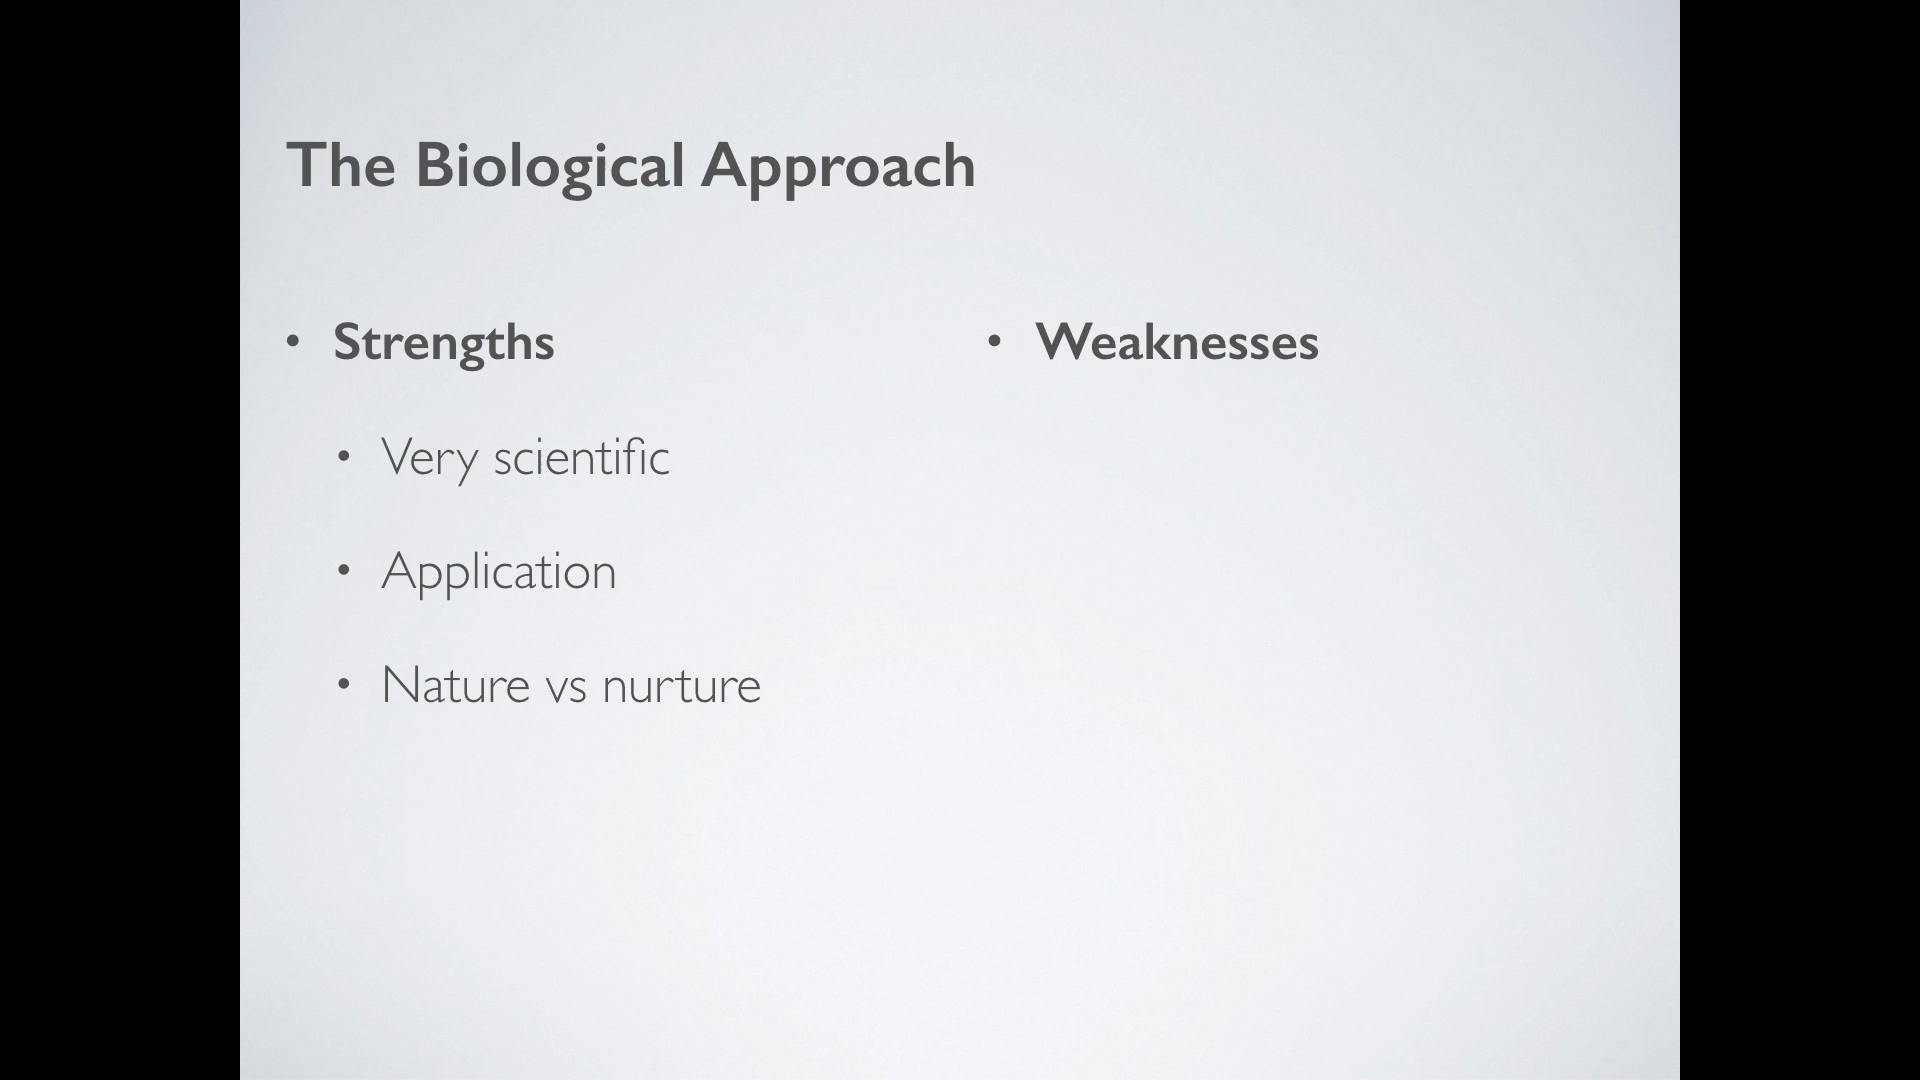 The Biological Approach
• Strengths
• Very scientific
• Application
• Nature vs nurture
• Weaknesses